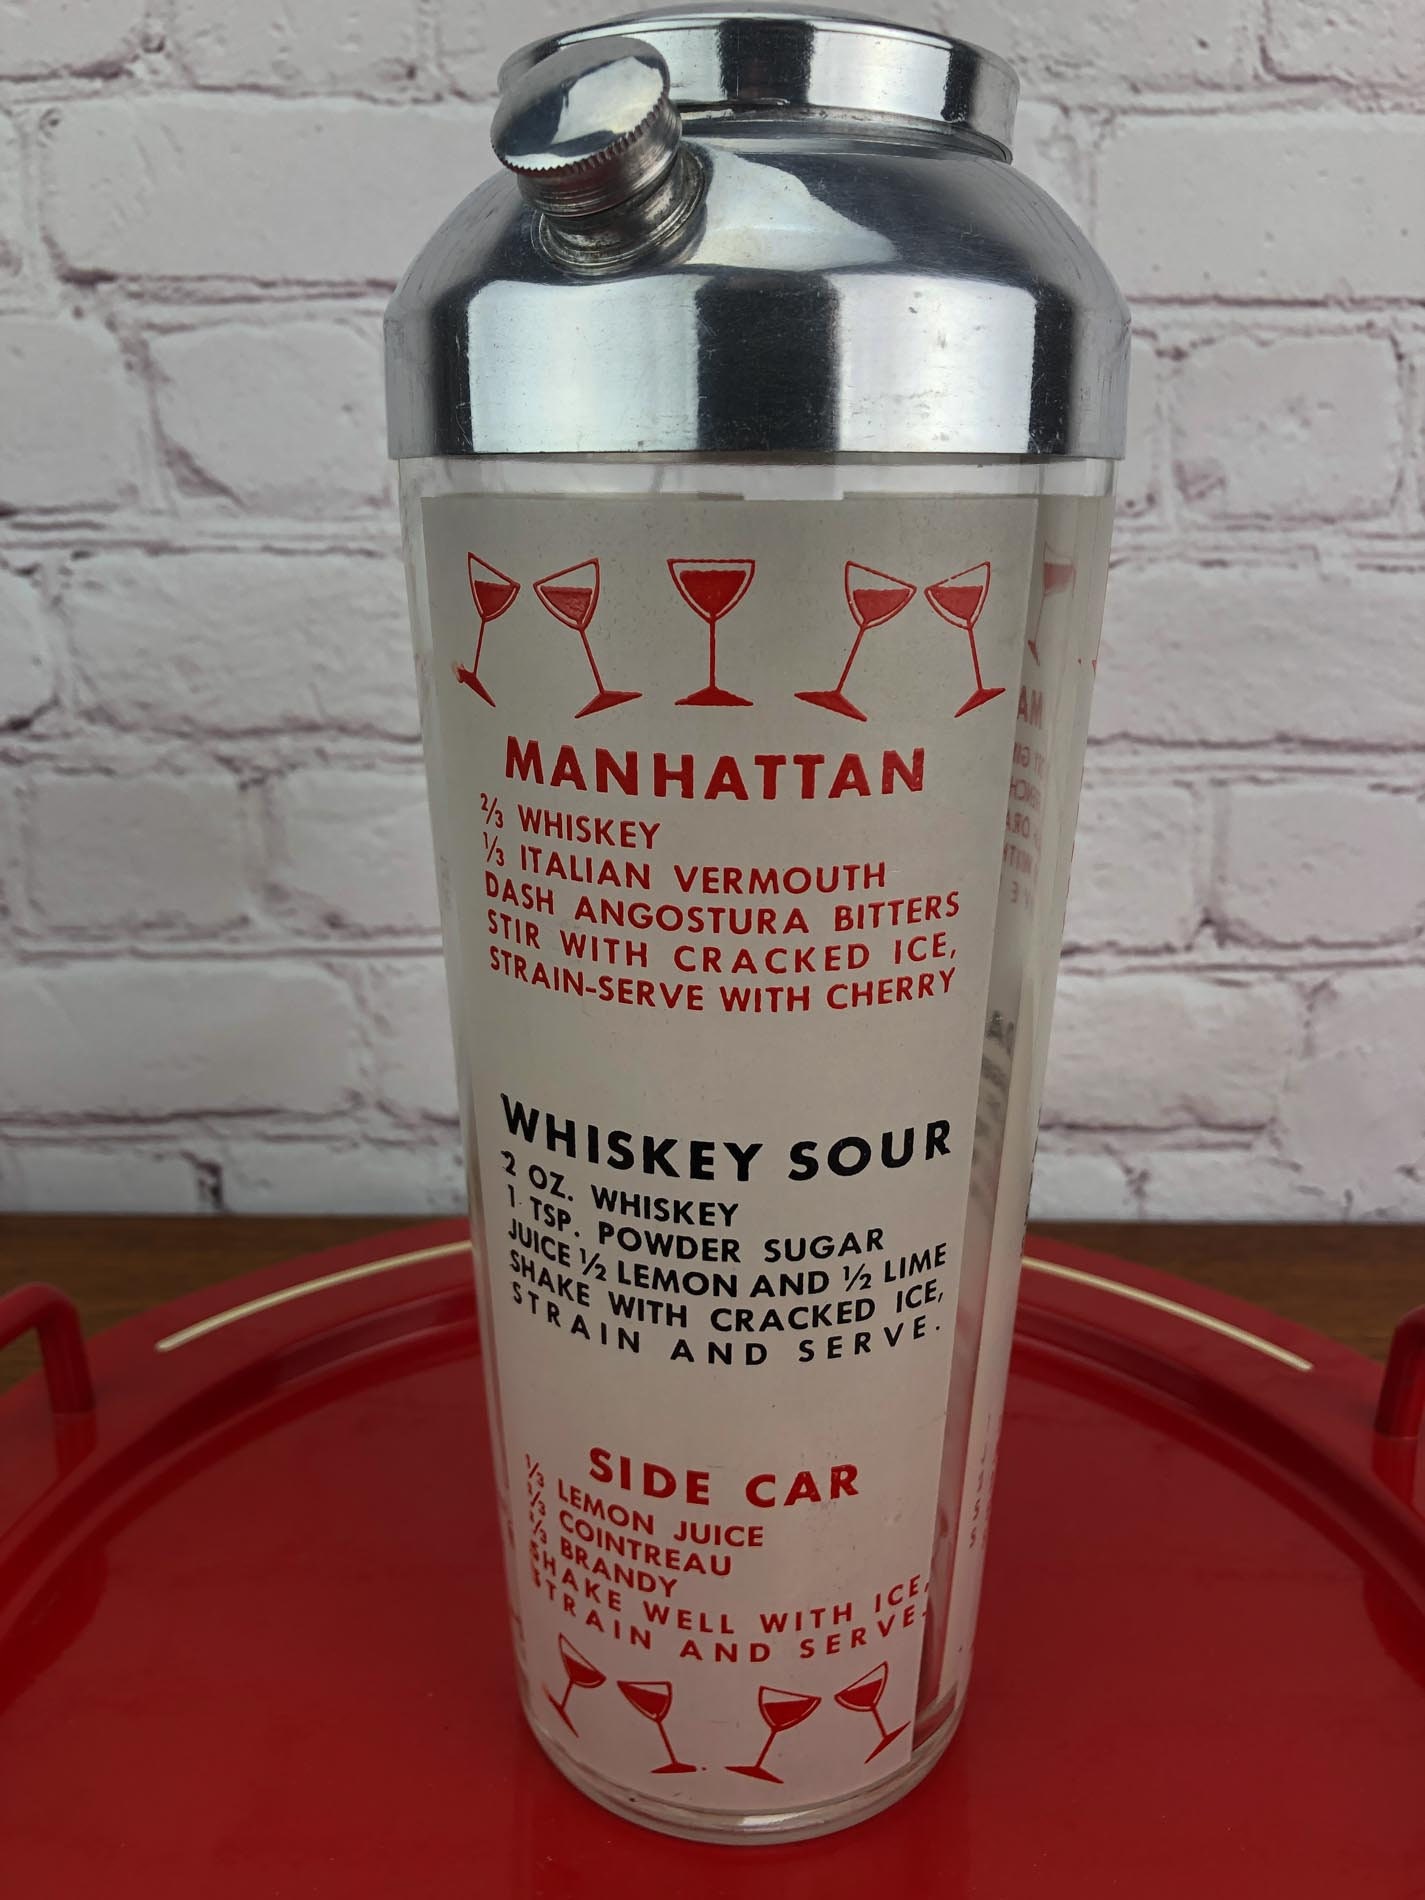 MANHATTAN
2/3 WHISKEY
1/3 ITALIAN VERMOUTH
DASH ANGOSTURA BITTERS
STIR WITH CRACKED ICE,
STRAIN-SERVE WITH CHERRY
WHISKEY SOUR
2 OZ. WHISKEY
1 TSP. POWDER SUGAR
JUICE 1/2 LEMON AND 1/2 LIME
SHAKE WITH CRACKED ICE,
STRAIN AND SERVE.
SIDE CAR
1/3 LEMON JUICE
1/3 COINTREAU
1/3 BRANDY
SHAKE WELL WITH ICE,
STRAIN AND SERVE.